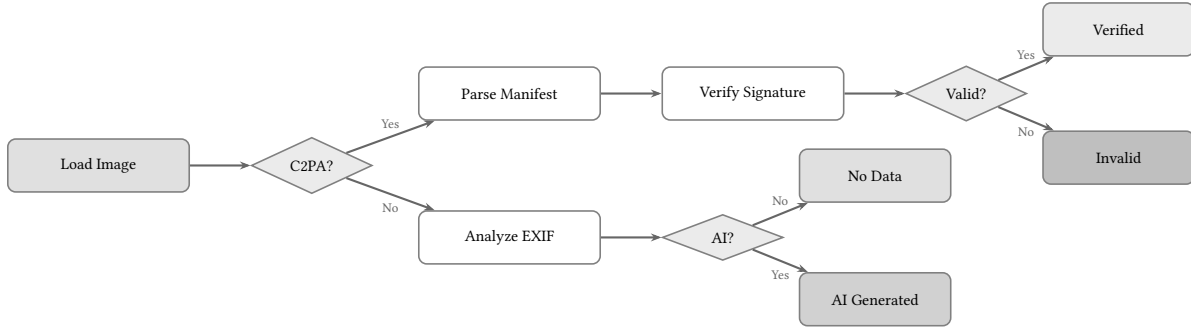 Verified
Yes
Parse Manifest
Verify Signature
Valid?
Yes
No
Load Image
C2PA?
Invalid
No Data
No
No
Analyze EXIF
AI?
Yes
AI Generated